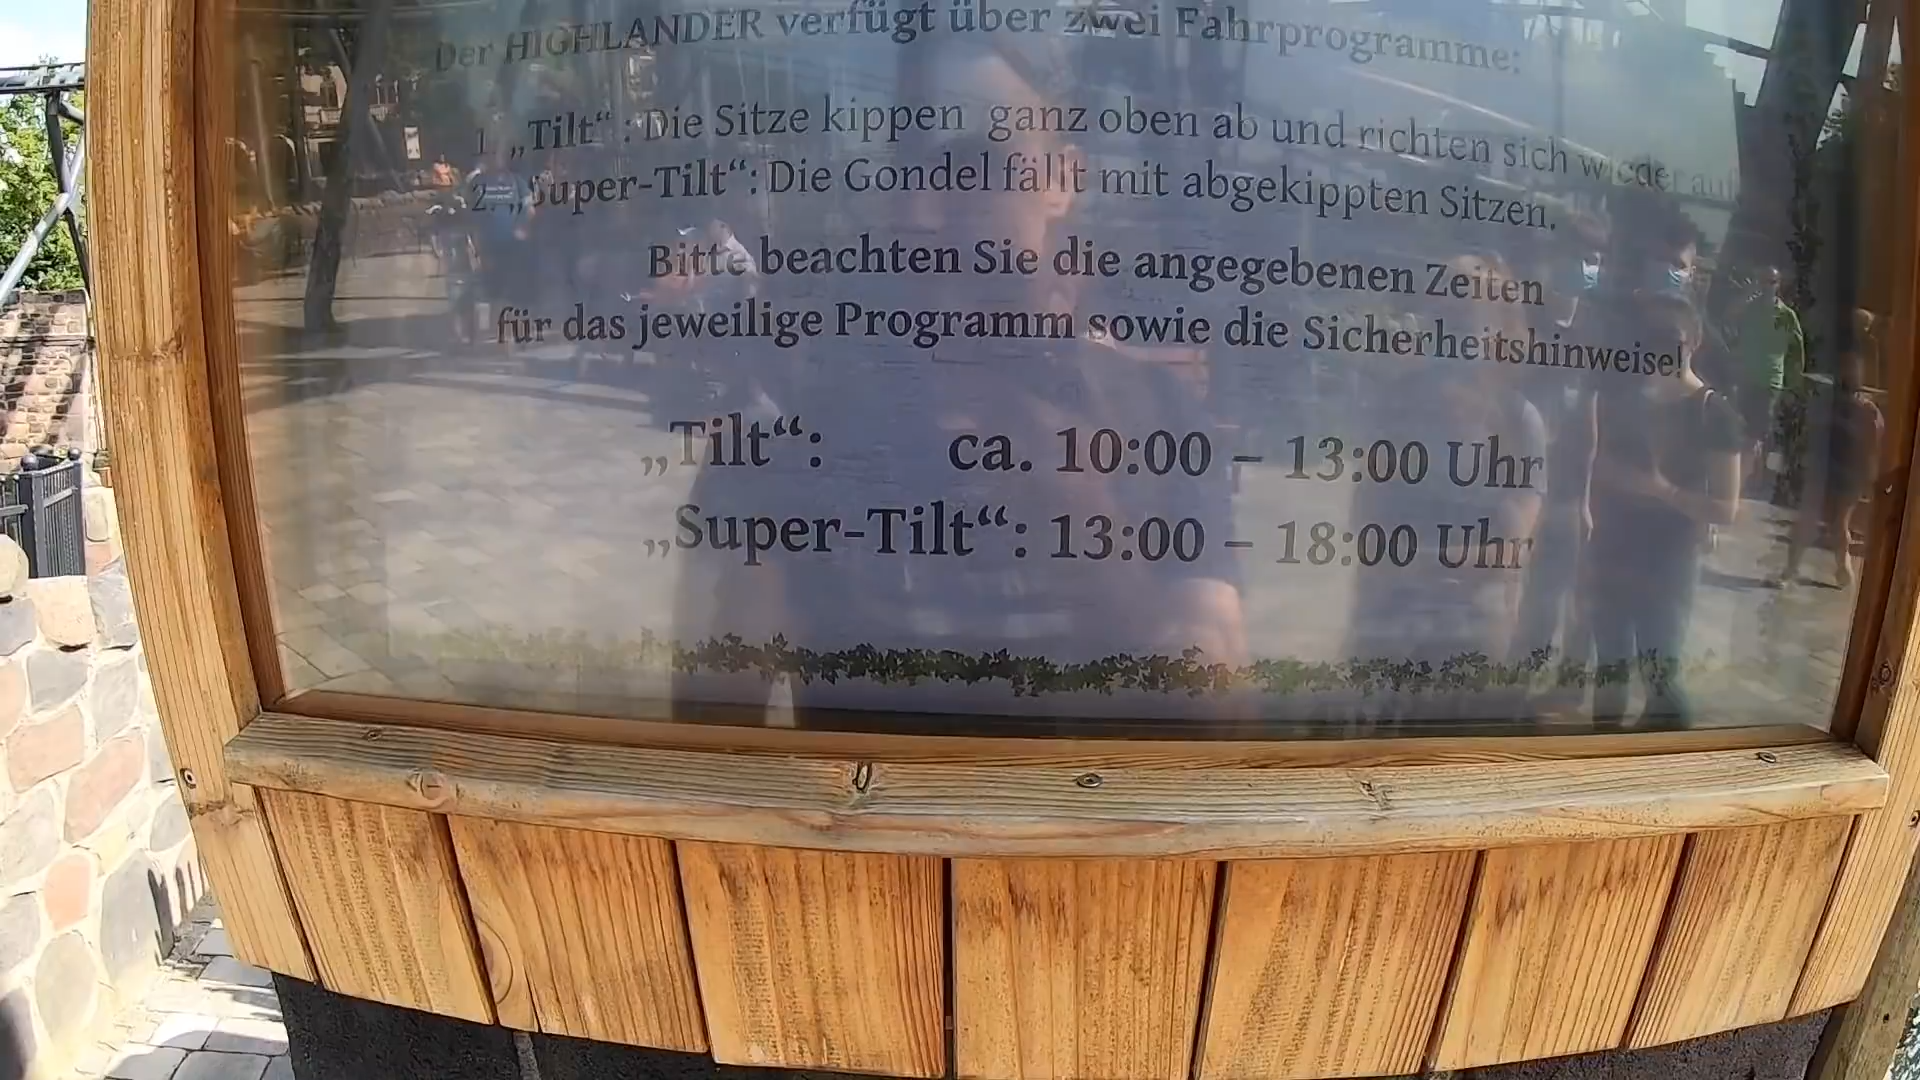 Der HIGHLANDER verfügt über zwei Fahrprogramme:
1. „Tilt“ : Die Sitze kippen ganz oben ab und richten sich wieder auf
2. „Super-Tilt“: Die Gondel fällt mit abgekippten Sitzen.
Bitte beachten Sie die angegebenen Zeiten
für das jeweilige Programm sowie die Sicherheitshinweise!
„Tilt“: ca. 10:00 – 13:00 Uhr
„Super-Tilt“: 13:00 – 18:00 Uhr